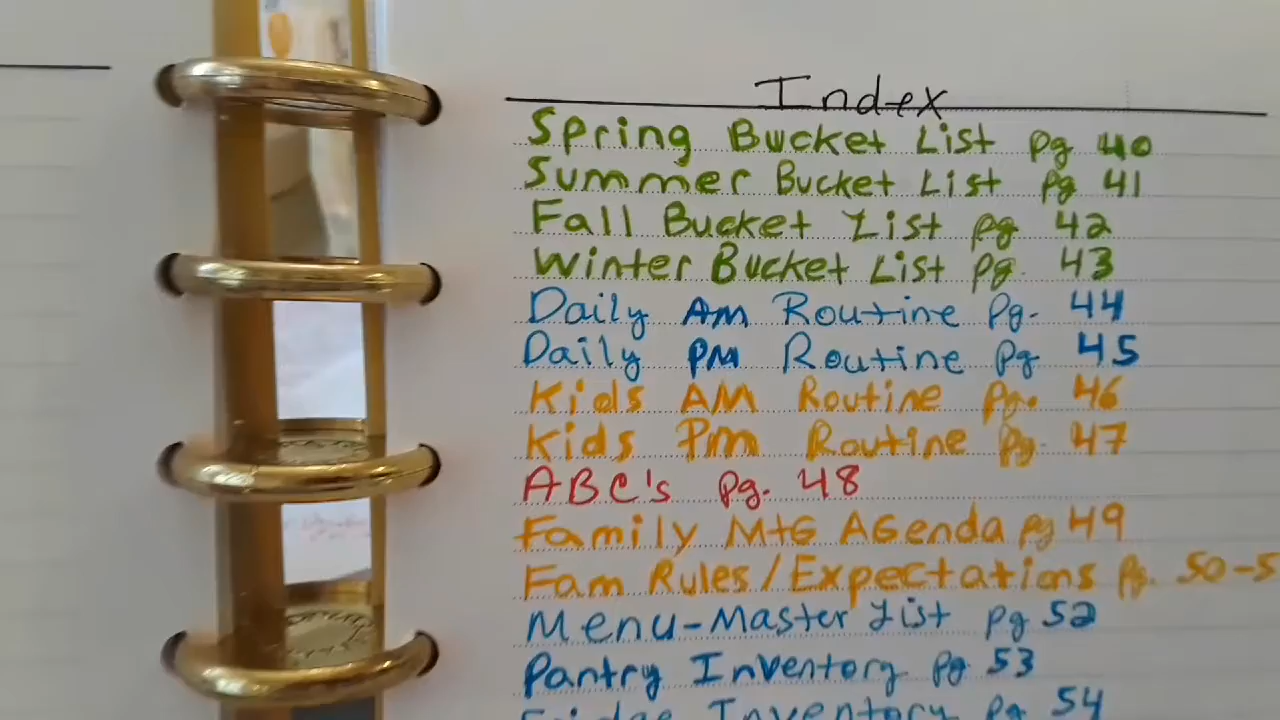 Index
Spring Bucket List pg 40
Summer Bucket List pg 41
Fall Bucket List pg 42
Winter Bucket List pg. 43
Daily AM Routine Pg. 44
Daily PM Routine Pg 45
Kids AM Routine Pg. 46
Kids Pm Routine Pg. 47
ABC's pg. 48
Family MtG AGenda pg 49
Fam Rules/Expectations Pg. 50-5
Menu-Master List pg 52
Pantry Inventory pg 53
Fridge Inventory pg 54